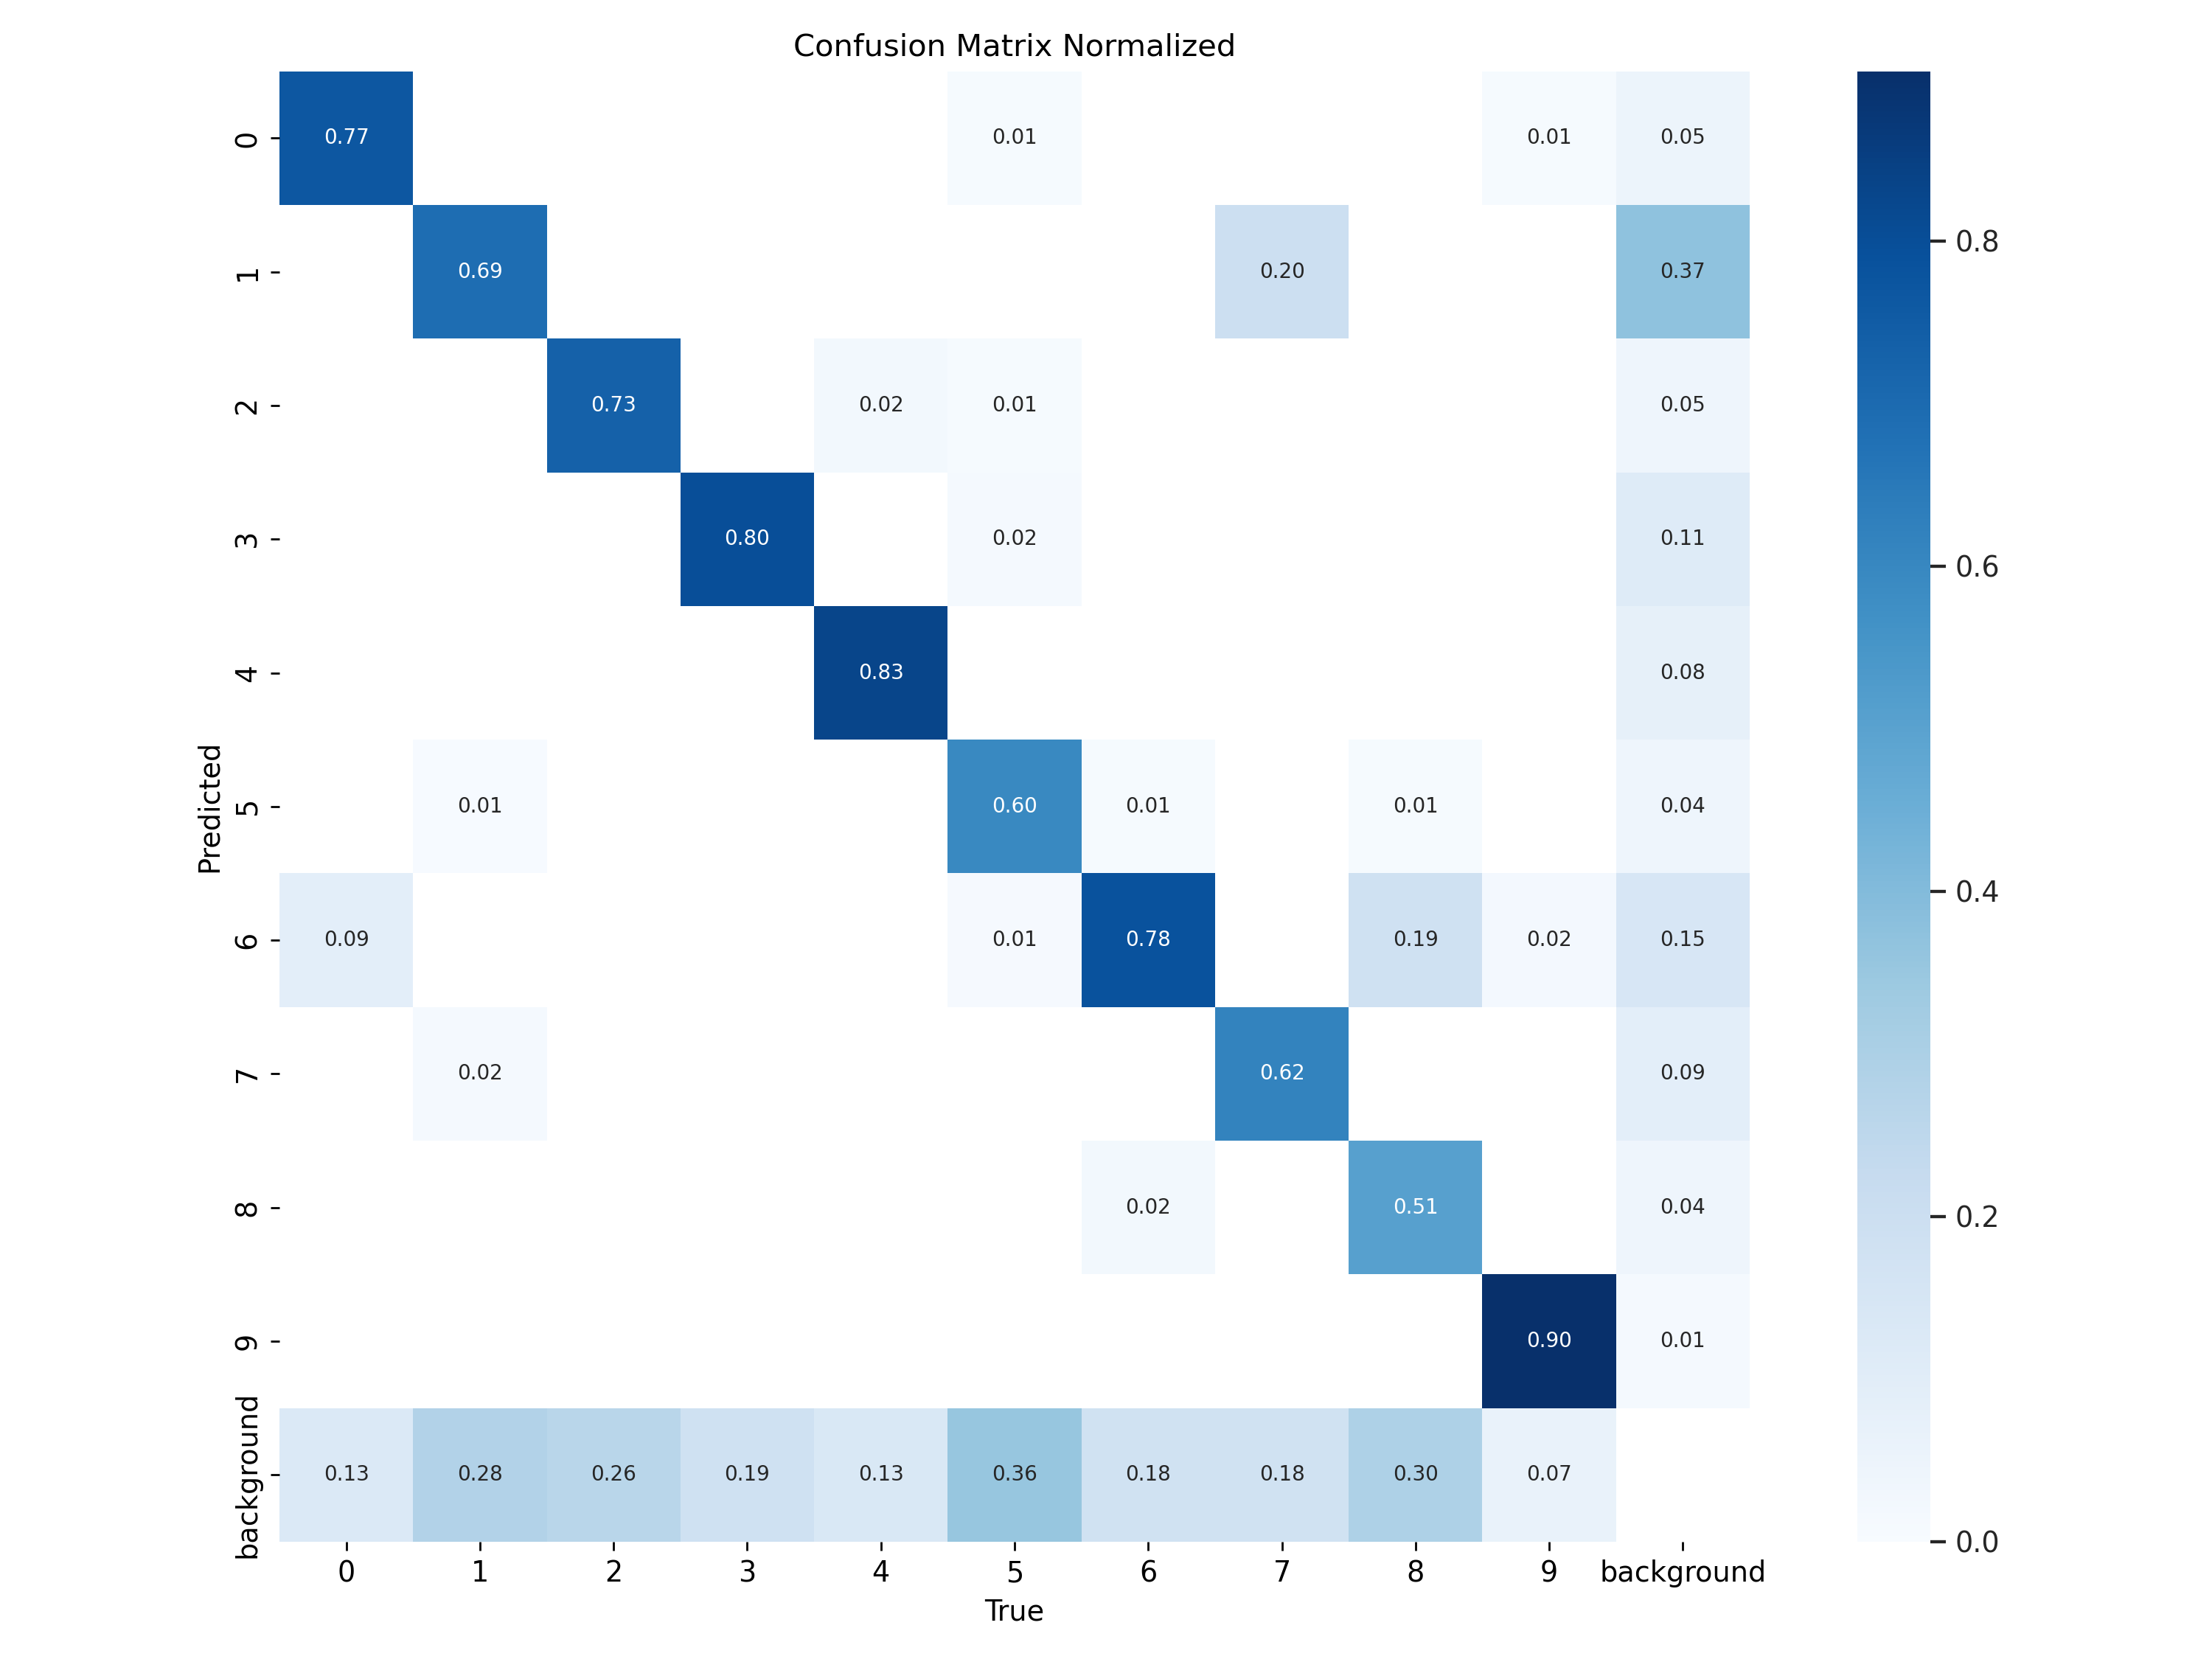 Confusion Matrix Normalized
0 0.77 0.01 0.01 0.05
1 0.69 0.20 0.37
2 0.73 0.02 0.01 0.05
3 0.80 0.02 0.11
4 0.83 0.08
Predicted
5 0.01 0.60 0.01 0.01 0.04
6 0.09 0.01 0.78 0.19 0.02 0.15
7 0.02 0.62 0.09
8 0.02 0.51 0.04
9 0.90 0.01
background 0.13 0.28 0.26 0.19 0.13 0.36 0.18 0.18 0.30 0.07
0 1 2 3 4 5 6 7 8 9 background
True
0.8
0.6
0.4
0.2
0.0